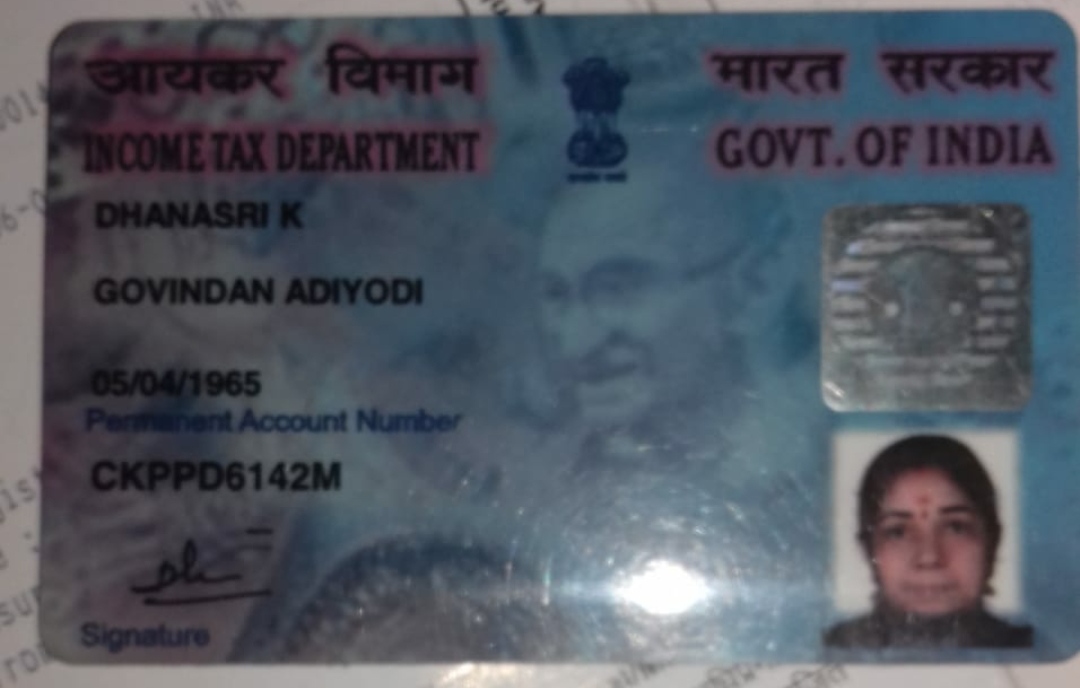 आयकर विभाग
भारत सरकार
INCOME TAX DEPARTMENT
GOVT. OF INDIA
DHANASRI K
GOVINDAN ADIYODI
05/04/1965
Permanent Account Number
CKPPD6142M
Signature